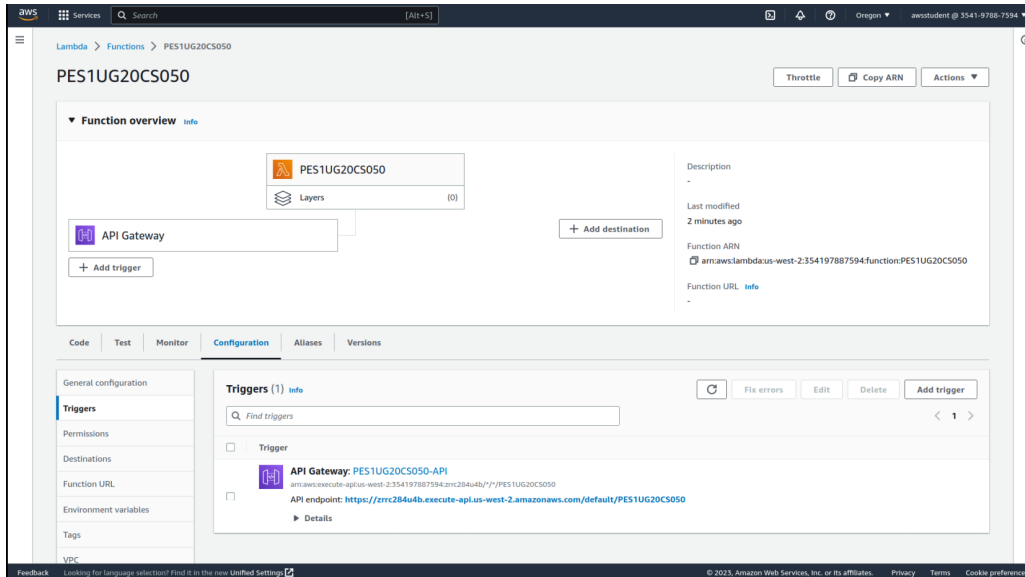 aws Services Search [Alt+S] Oregon ▼ awsstudent @ 3541-9788-7594 ▼
Lambda > Functions > PES1UG20CS050
PES1UG20CS050
Throttle Copy ARN Actions ▼
▼ Function overview Info
PES1UG20CS050
Layers (0)
API Gateway
+ Add trigger
+ Add destination
Description
-
Last modified
2 minutes ago
Function ARN
arn:aws:lambda:us-west-2:354197887594:function:PES1UG20CS050
Function URL Info
-
Code Test Monitor Configuration Aliases Versions
General configuration
Triggers
Permissions
Destinations
Function URL
Environment variables
Tags
VPC
Triggers (1) Info
Fix errors Edit Delete Add trigger
Find triggers
< 1 >
Trigger
API Gateway: PES1UG20CS050-API
arn:aws:execute-api:us-west-2:354197887594:zrrc284u4b/*/*/PES1UG20CS050
API endpoint: https://zrrc284u4b.execute-api.us-west-2.amazonaws.com/default/PES1UG20CS050
▶ Details
Feedback Looking for language selection? Find it in the new Unified Settings © 2023, Amazon Web Services, Inc. or its affiliates. Privacy Terms Cookie preference